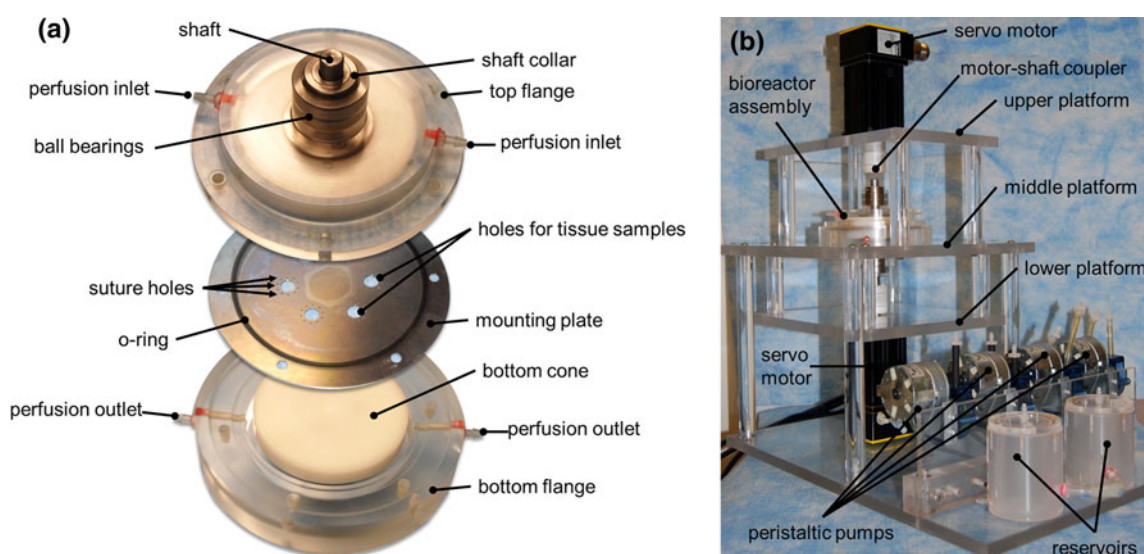 (a)
shaft
shaft collar
perfusion inlet
top flange
ball bearings
perfusion inlet
holes for tissue samples
suture holes
o-ring
mounting plate
bottom cone
perfusion outlet
perfusion outlet
bottom flange
(b)
servo motor
motor-shaft coupler
bioreactor
assembly
upper platform
middle platform
lower platform
servo
motor
peristaltic pumps
reservoirs